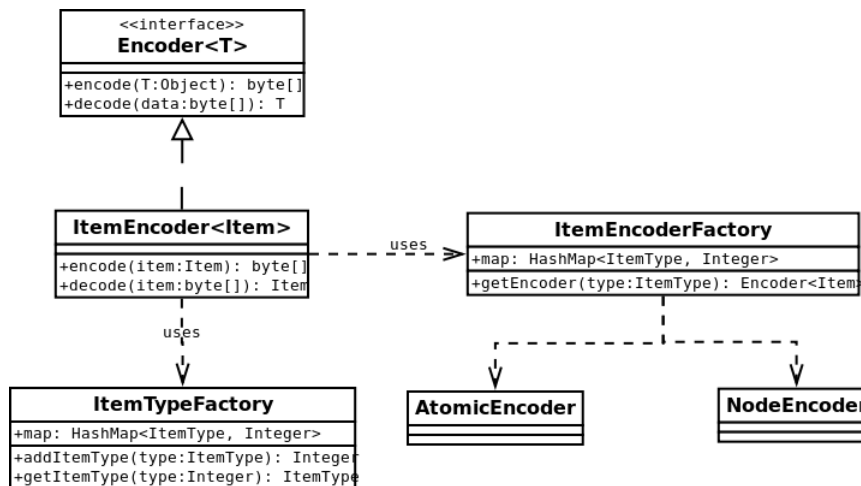 <<interface>>
Encoder<T>
+encode(T:Object): byte[]
+decode(data:byte[]): T
ItemEncoder<Item>
+encode(item:Item): byte[]
+decode(item:byte[]): Item
uses
ItemEncoderFactory
+map: HashMap<ItemType, Integer>
+getEncoder(type:ItemType): Encoder<Item>
uses
ItemTypeFactory
+map: HashMap<ItemType, Integer>
+addItemType(type:ItemType): Integer
+getItemType(type:Integer): ItemType
AtomicEncoder
NodeEncoder